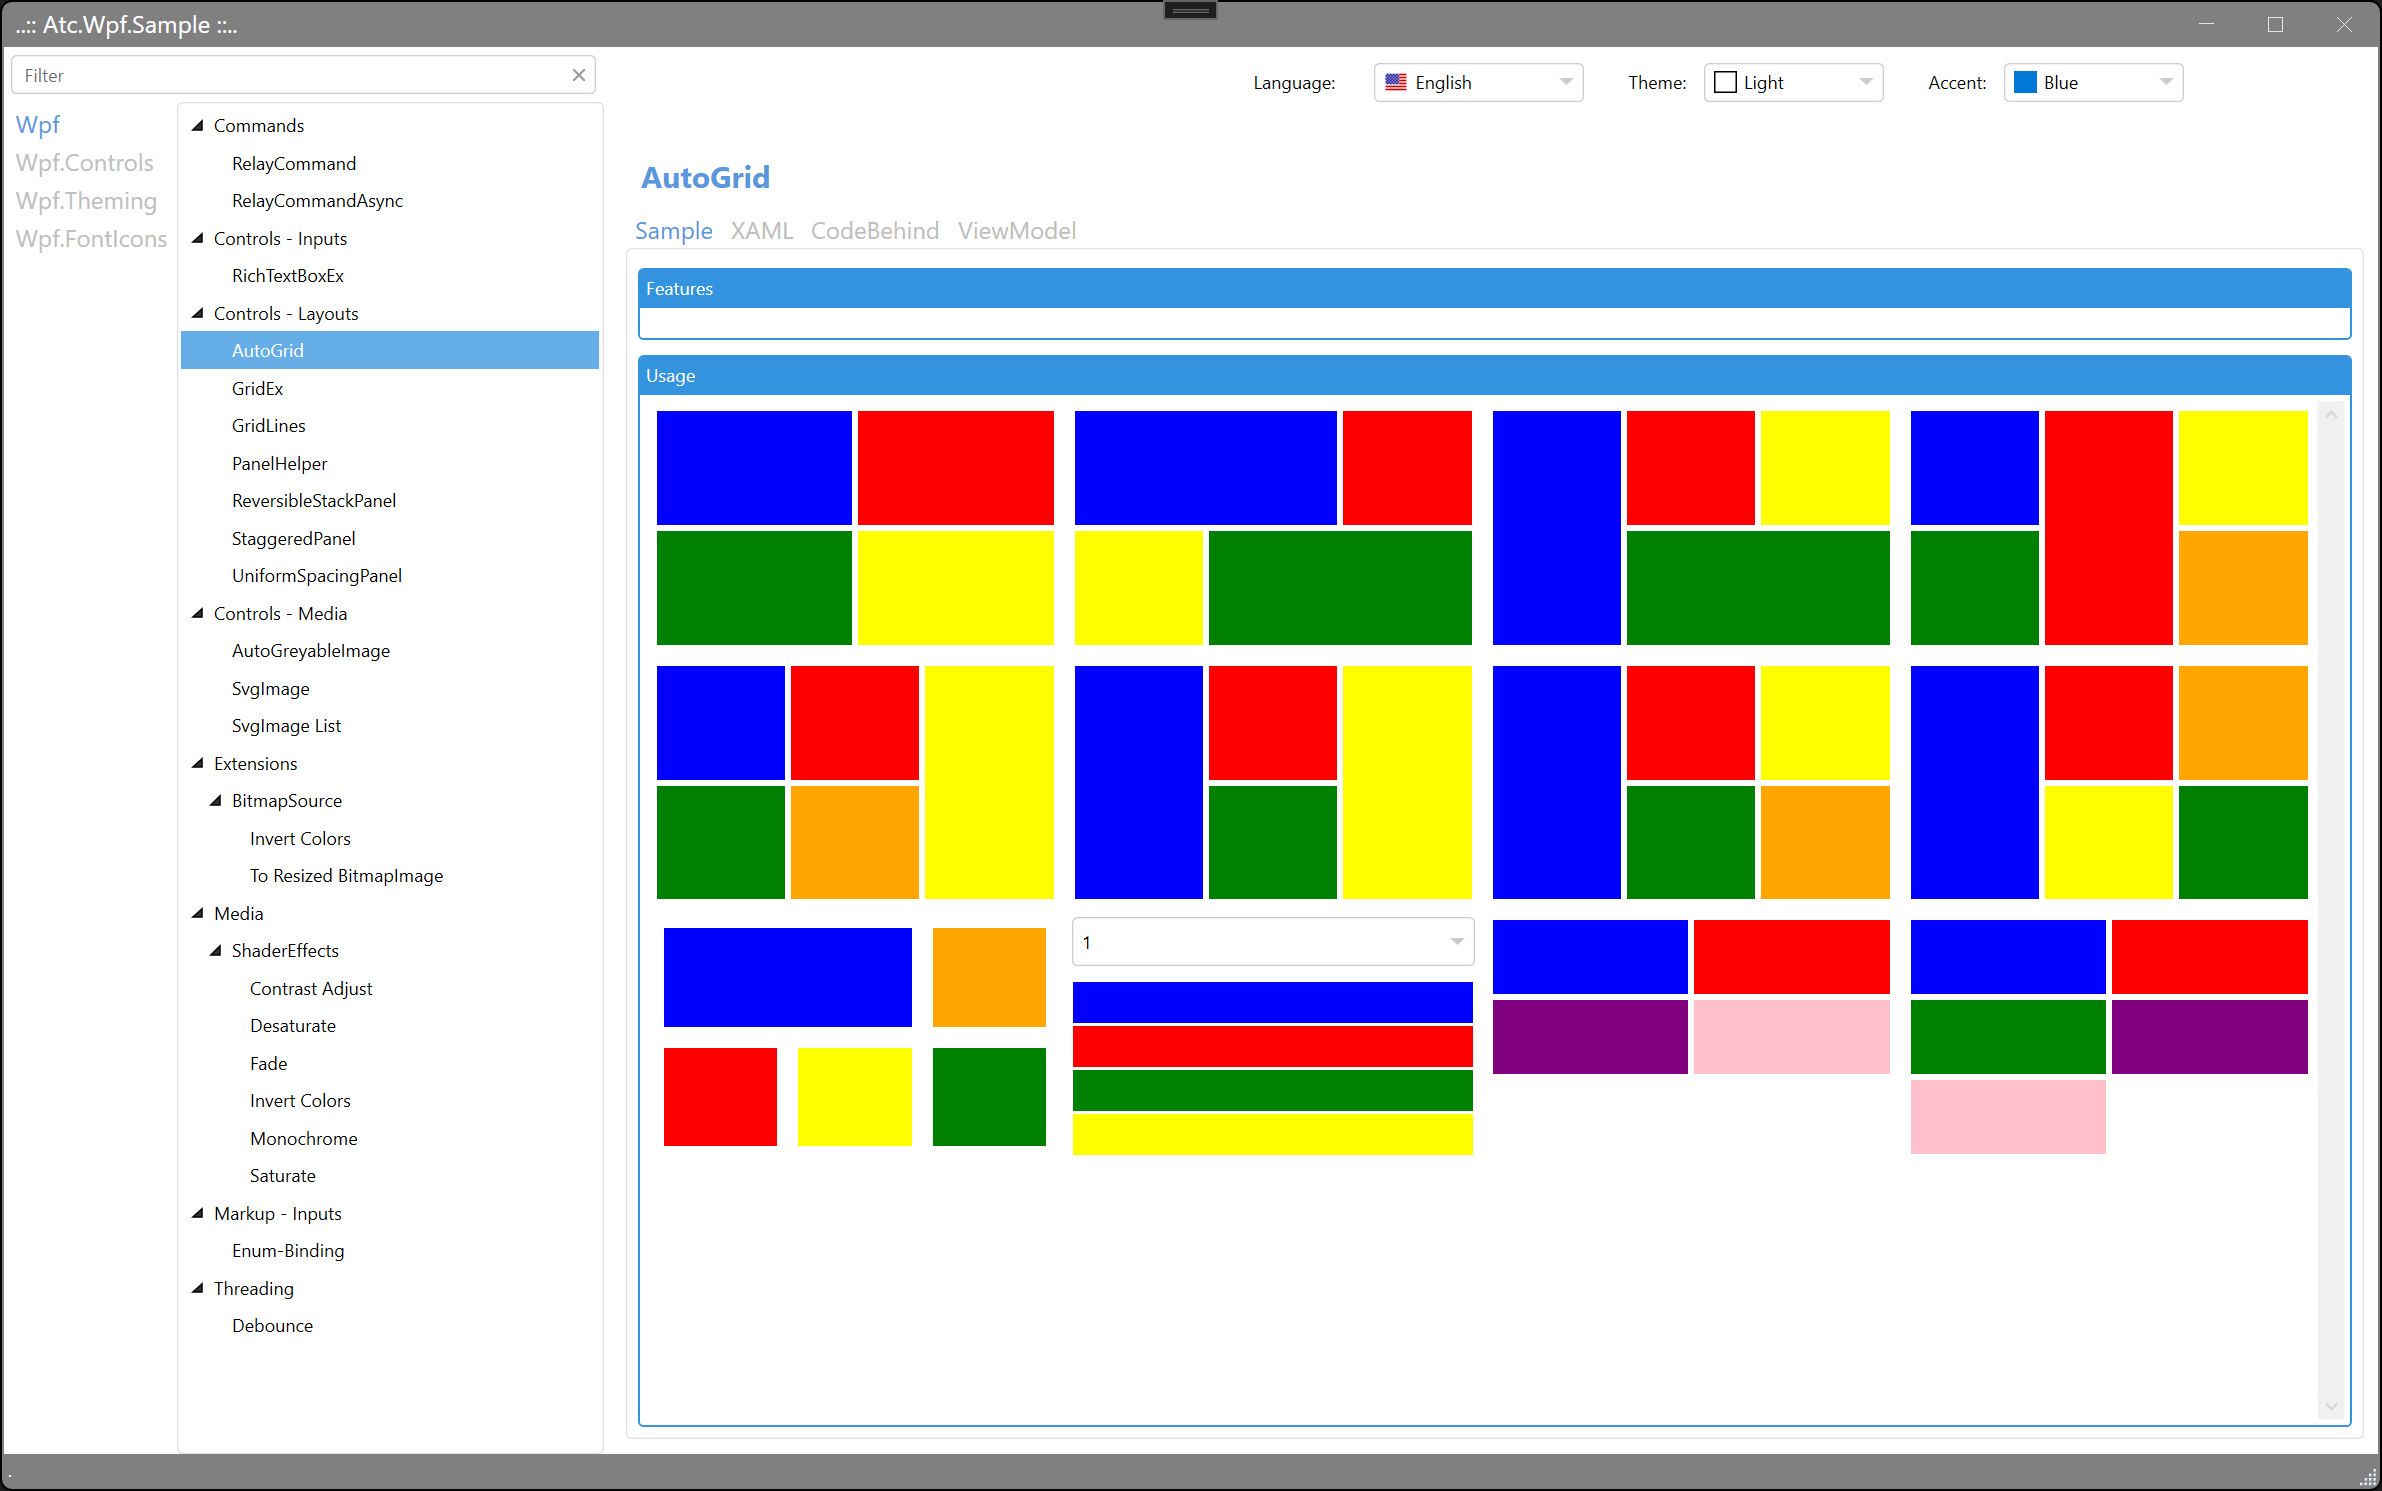 ..:: Atc.Wpf.Sample ::..
Filter
Language:
English
Theme:
Light
Accent:
Blue
Wpf
Wpf.Controls
Wpf.Theming
Wpf.FontIcons
Commands
RelayCommand
RelayCommandAsync
Controls - Inputs
RichTextBoxEx
Controls - Layouts
AutoGrid
GridEx
GridLines
PanelHelper
ReversibleStackPanel
StaggeredPanel
UniformSpacingPanel
Controls - Media
AutoGreyableImage
SvgImage
SvgImage List
Extensions
BitmapSource
Invert Colors
To Resized BitmapImage
Media
ShaderEffects
Contrast Adjust
Desaturate
Fade
Invert Colors
Monochrome
Saturate
Markup - Inputs
Enum-Binding
Threading
Debounce
AutoGrid
Sample XAML CodeBehind ViewModel
Features
Usage
1
.